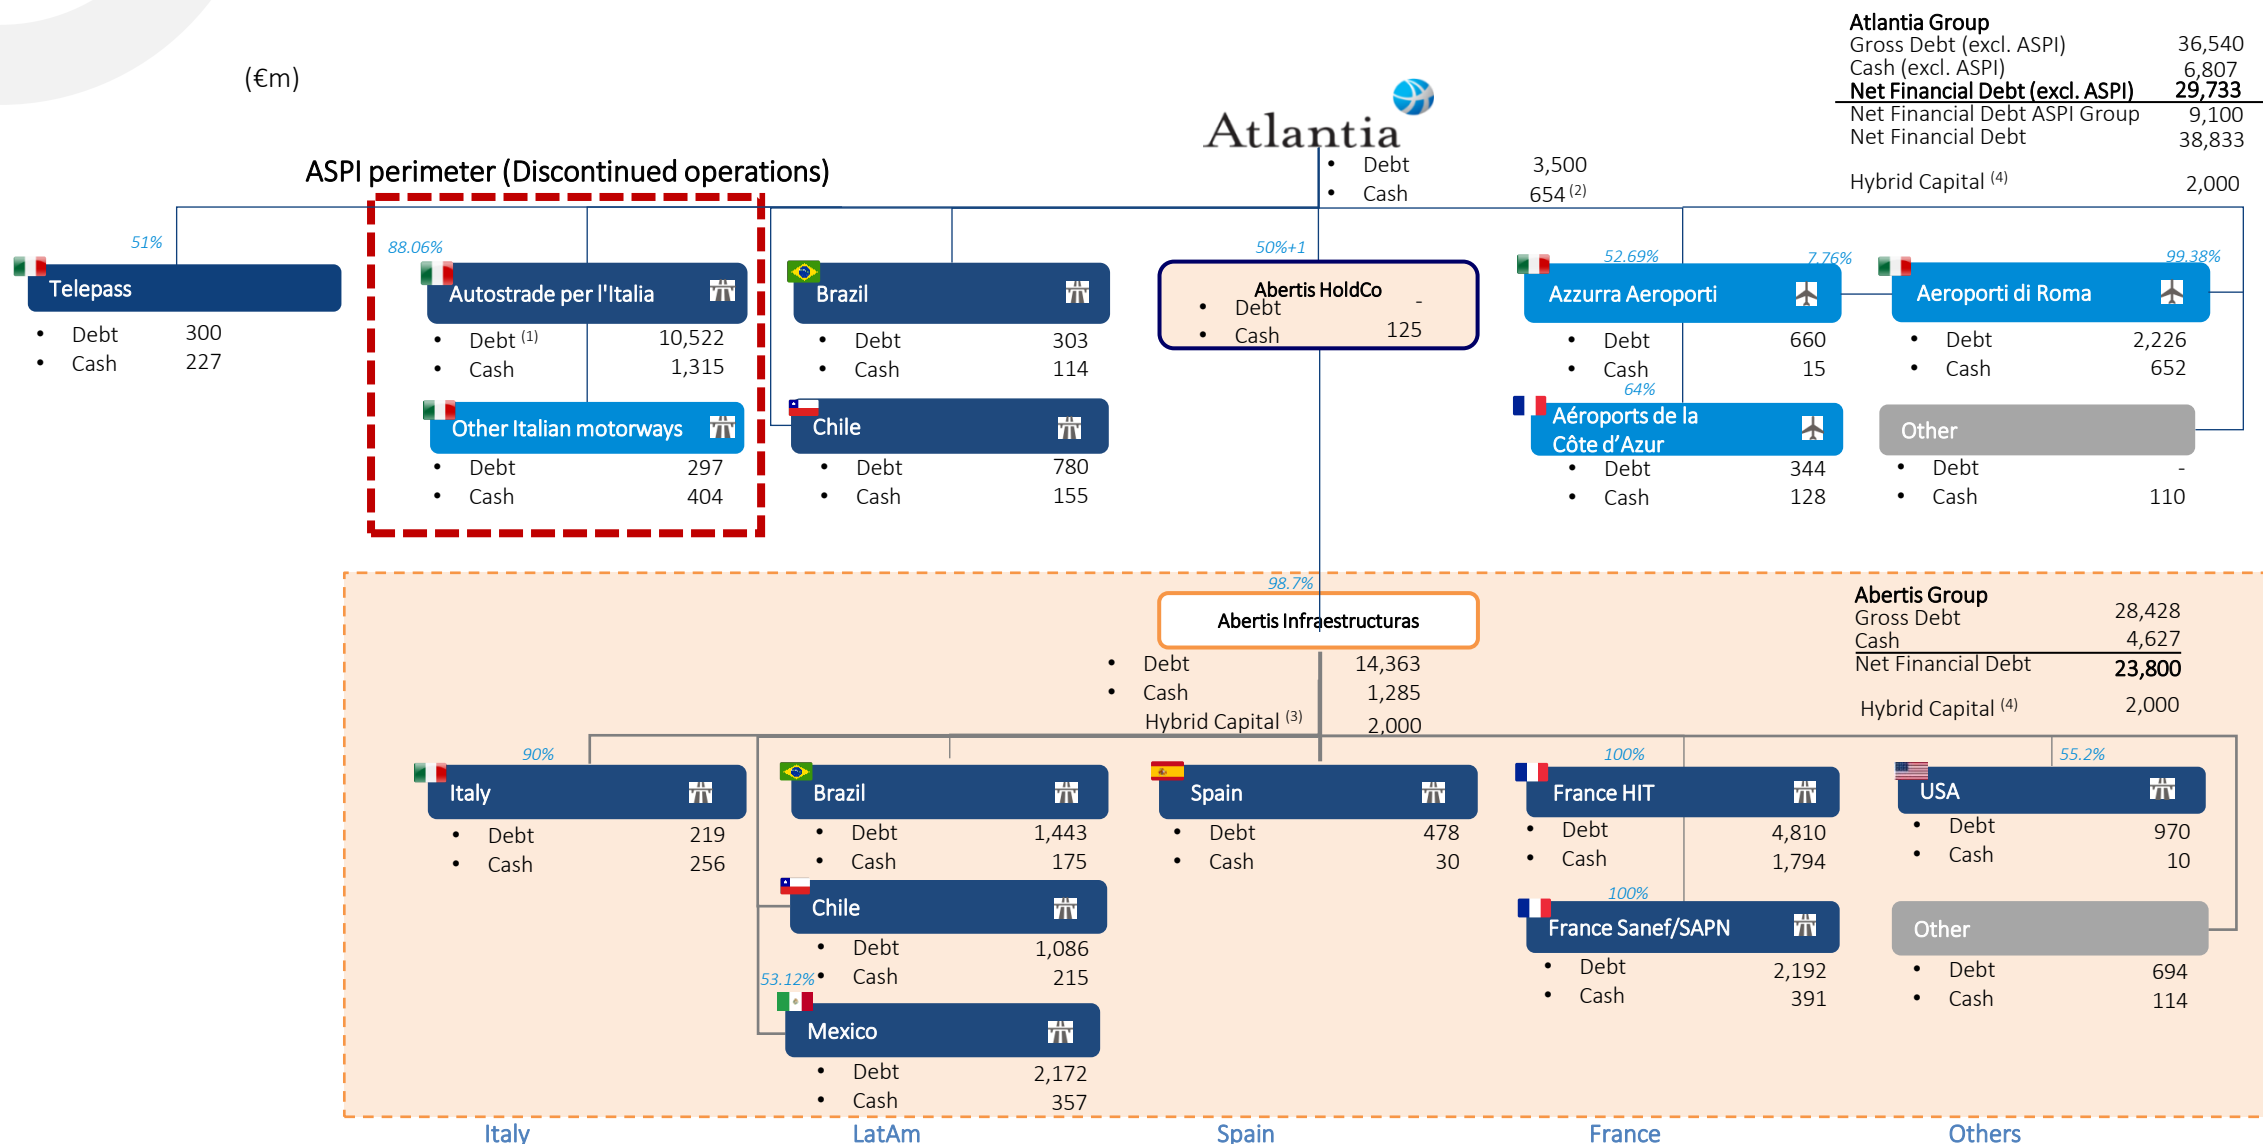 (€m)
Atlantia Group
Gross Debt (excl. ASPI) 36,540
Cash (excl. ASPI) 6,807
Net Financial Debt (excl. ASPI) 29,733
Net Financial Debt ASPI Group 9,100
Net Financial Debt 38,833
Hybrid Capital (4) 2,000
Atlantia
• Debt 3,500
• Cash 654 (2)
ASPI perimeter (Discontinued operations)
51%
Telepass
• Debt 300
• Cash 227
88.06%
Autostrade per l'Italia
• Debt (1) 10,522
• Cash 1,315
Other Italian motorways
• Debt 297
• Cash 404
Brazil
• Debt 303
• Cash 114
Chile
• Debt 780
• Cash 155
50%+1
Abertis HoldCo
• Debt -
• Cash 125
52.69%
Azzurra Aeroporti
• Debt 660
• Cash 15
64%
Aéroports de la
Côte d’Azur
• Debt 344
• Cash 128
7.76%
99.38%
Aeroporti di Roma
• Debt 2,226
• Cash 652
Other
• Debt -
• Cash 110
98.7%
Abertis Infraestructuras
• Debt 14,363
• Cash 1,285
Hybrid Capital (3) 2,000
Abertis Group
Gross Debt 28,428
Cash 4,627
Net Financial Debt 23,800
Hybrid Capital (4) 2,000
90%
Italy
• Debt 219
• Cash 256
Brazil
• Debt 1,443
• Cash 175
Chile
• Debt 1,086
• Cash 215
53.12%
Mexico
• Debt 2,172
• Cash 357
Spain
• Debt 478
• Cash 30
100%
France HIT
• Debt 4,810
• Cash 1,794
100%
France Sanef/SAPN
• Debt 2,192
• Cash 391
55.2%
USA
• Debt 970
• Cash 10
Other
• Debt 694
• Cash 114
Italy
LatAm
Spain
France
Others